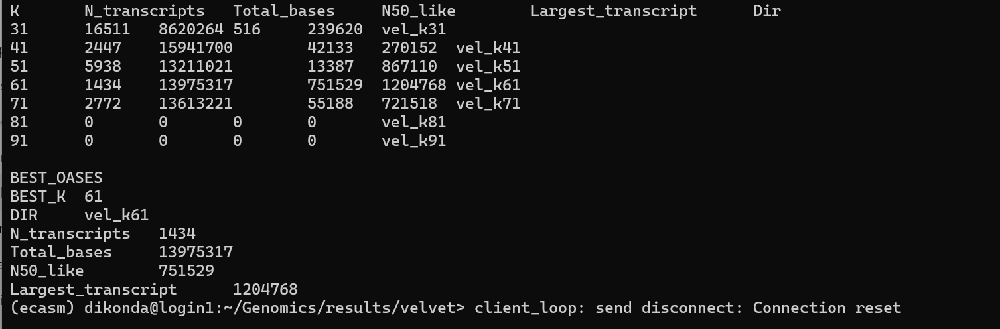 K N_transcripts Total_bases N50_like Largest_transcript Dir
31 16511 8620264 516 239620 vel_k31
41 2447 15941700 42133 270152 vel_k41
51 5938 13211021 13387 867110 vel_k51
61 1434 13975317 751529 1204768 vel_k61
71 2772 13613221 55188 721518 vel_k71
81 0 0 0 0 vel_k81
91 0 0 0 0 vel_k91
BEST_OASES
BEST_K 61
DIR vel_k61
N_transcripts 1434
Total_bases 13975317
N50_like 751529
Largest_transcript 1204768
(ecasm) dikonda@login1:~/Genomics/results/velvet> client_loop: send disconnect: Connection reset